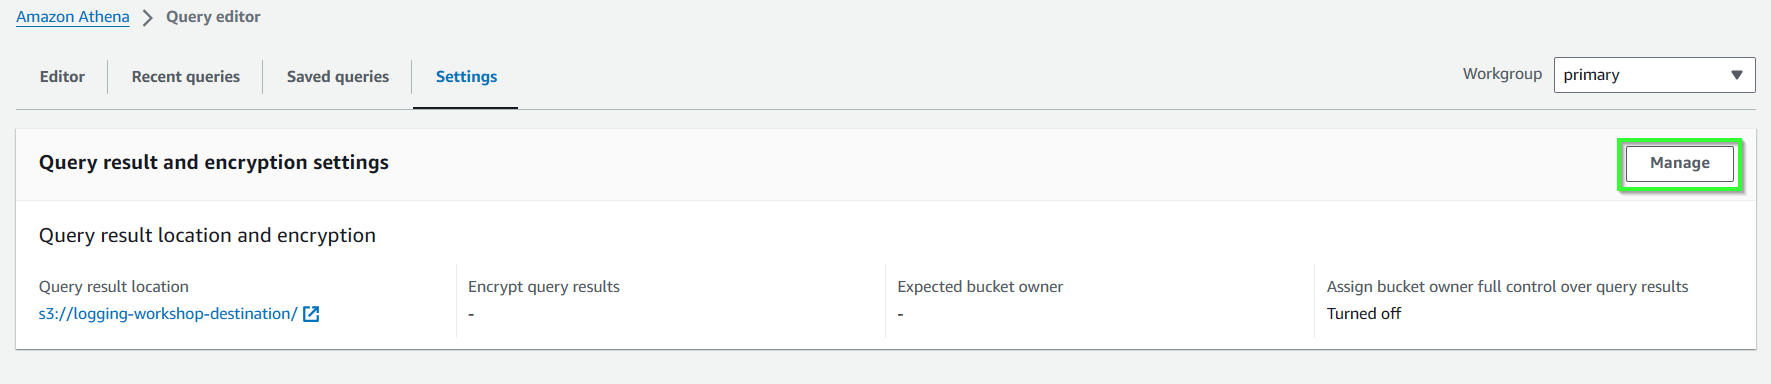 Amazon Athena > Query editor
Editor Recent queries Saved queries Settings Workgroup primary
Query result and encryption settings Manage
Query result location and encryption
Query result location Encrypt query results Expected bucket owner Assign bucket owner full control over query results
s3://logging-workshop-destination/ - - Turned off